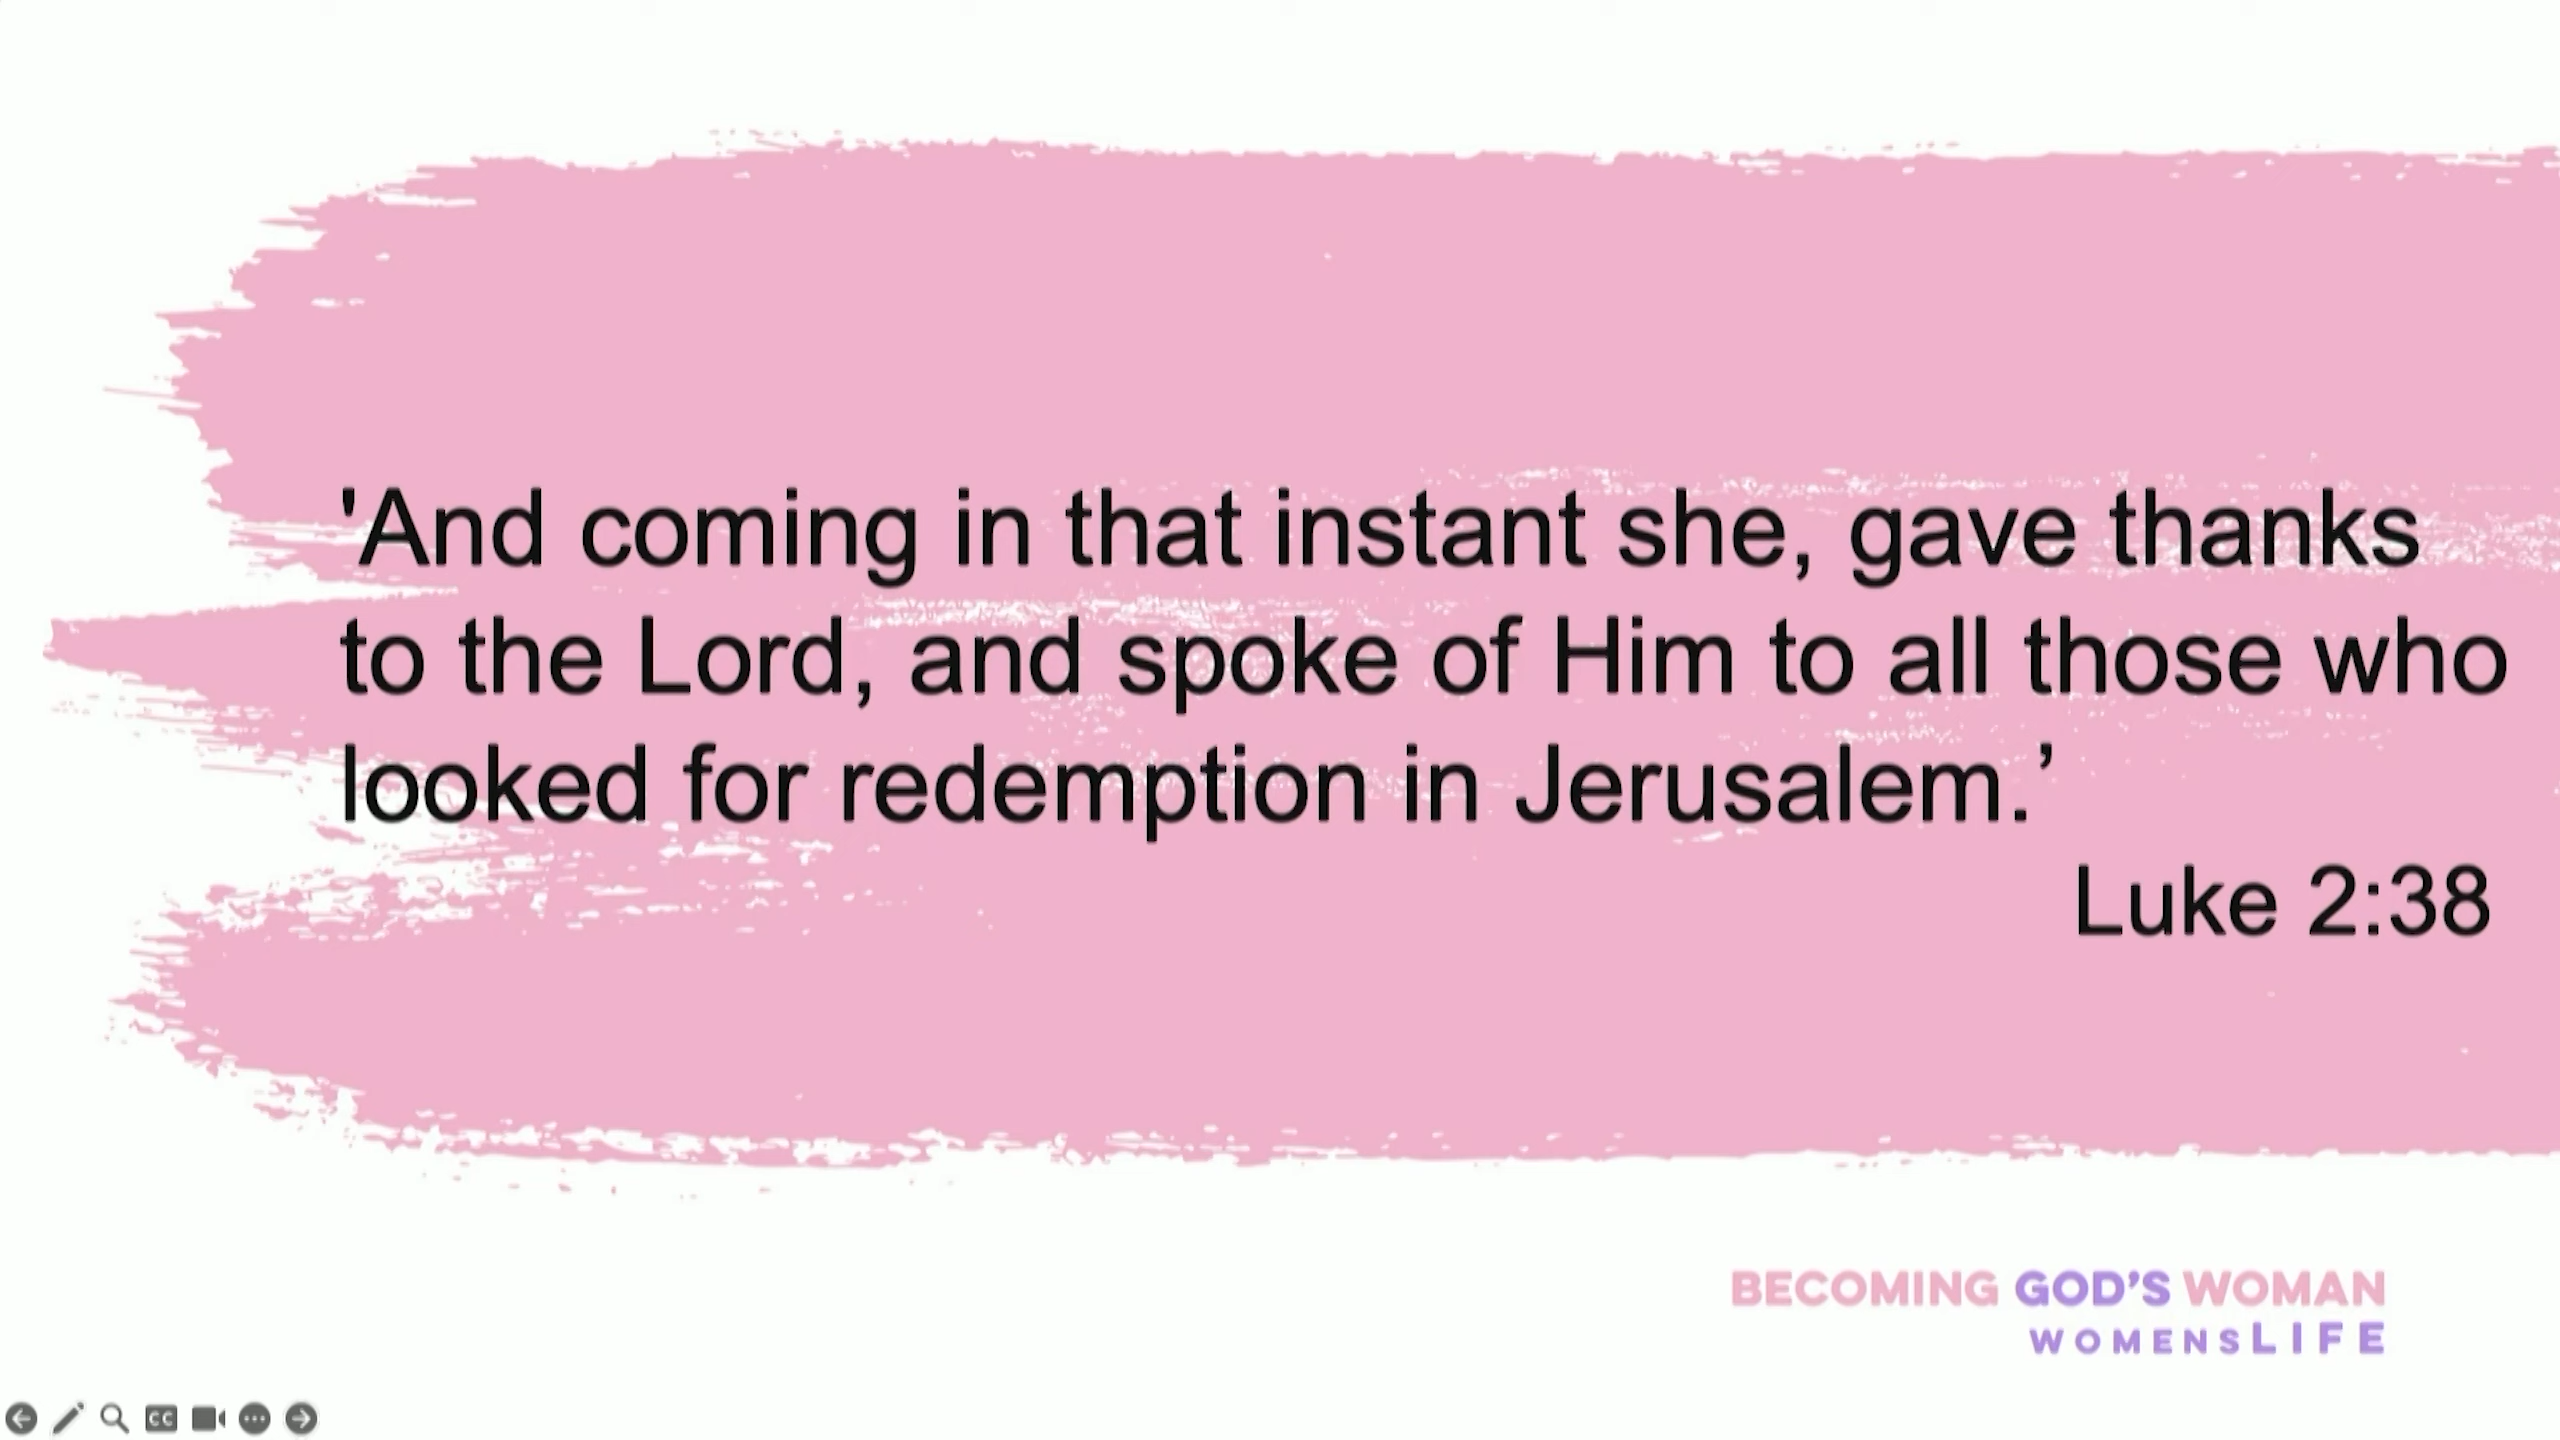 'And coming in that instant she, gave thanks
to the Lord, and spoke of Him to all those who
looked for redemption in Jerusalem.’
Luke 2:38
BECOMING GOD’S WOMAN
WOMENSLIFE
CC